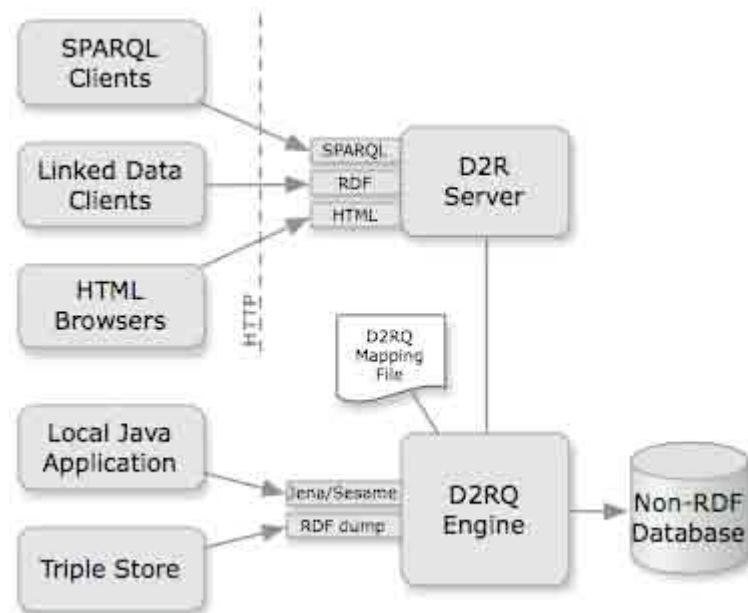 SPARQL
Clients
Linked Data
Clients
HTML
Browsers
HTTP
SPARQL
RDF
HTML
D2R
Server
D2RQ
Mapping
File
Local Java
Application
Triple Store
Jena/Sesame
RDF dump
D2RQ
Engine
Non-RDF
Database